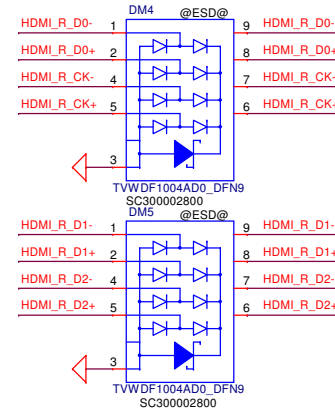 DM4 @ESD@
HDMI_R_D0- 1 9 HDMI_R_D0-
HDMI_R_D0+ 2 8 HDMI_R_D0+
HDMI_R_CK- 4 7 HDMI_R_CK-
HDMI_R_CK+ 5 6 HDMI_R_CK+
3
TVWDF1004AD0_DFN9
SC300002800
DM5 @ESD@
HDMI_R_D1- 1 9 HDMI_R_D1-
HDMI_R_D1+ 2 8 HDMI_R_D1+
HDMI_R_D2- 4 7 HDMI_R_D2-
HDMI_R_D2+ 5 6 HDMI_R_D2+
3
TVWDF1004AD0_DFN9
SC300002800